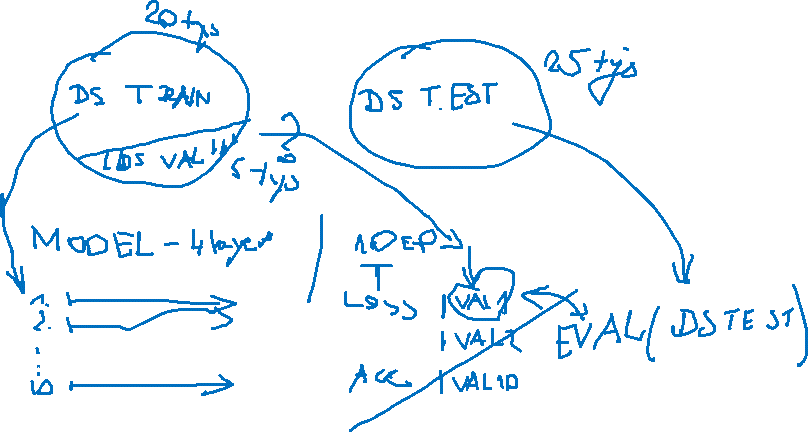 20 tys
25 tys
DS TRAIN
DS TEST
DS VAL
5 tys
MODEL - 4 layer
10 EP
T
1.
LOSS | VAL 1
2.
| VAL 2
EVAL (DS TEST)
10
ACC | VAL 10